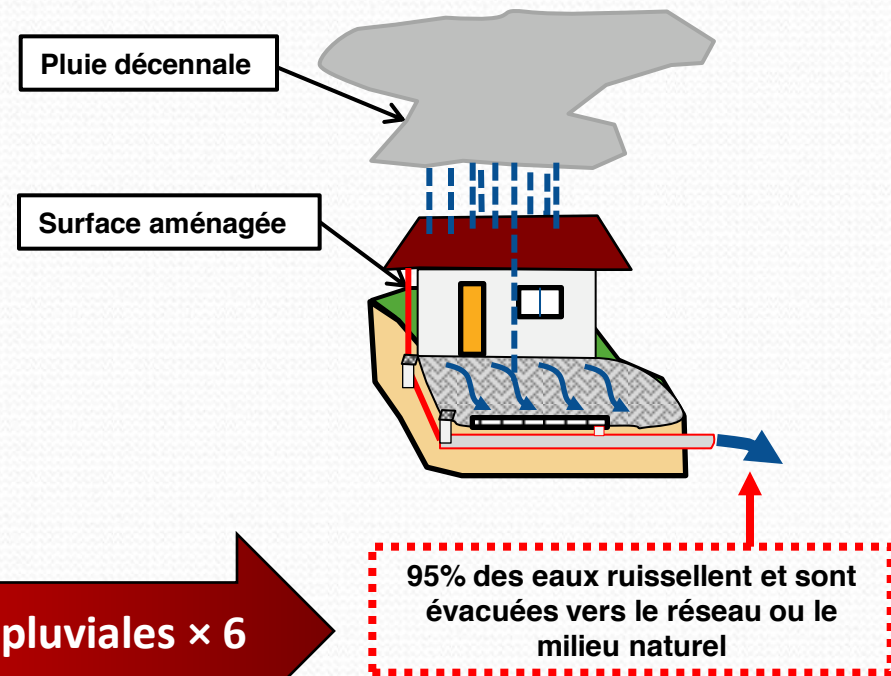 Pluie décennale
Surface aménagée
pluviales × 6
95% des eaux ruissellent et sont
évacuées vers le réseau ou le
milieu naturel